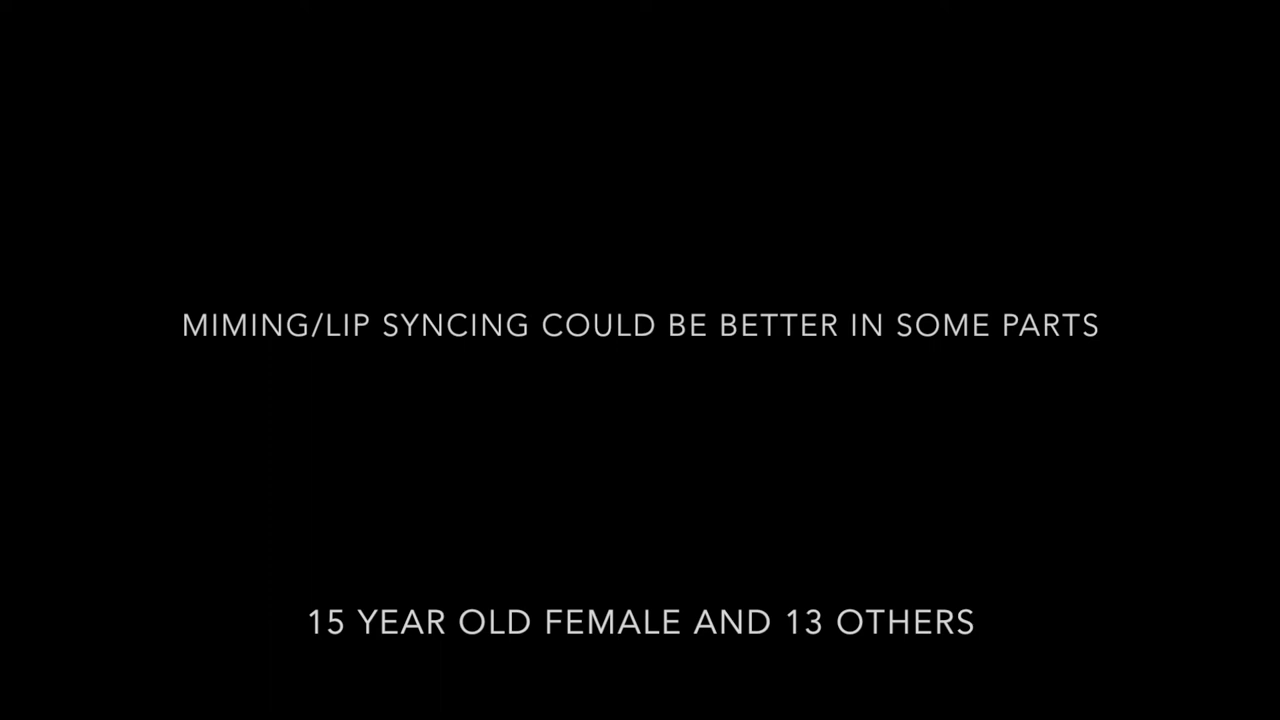 MIMING/LIP SYNCING COULD BE BETTER IN SOME PARTS
15 YEAR OLD FEMALE AND 13 OTHERS